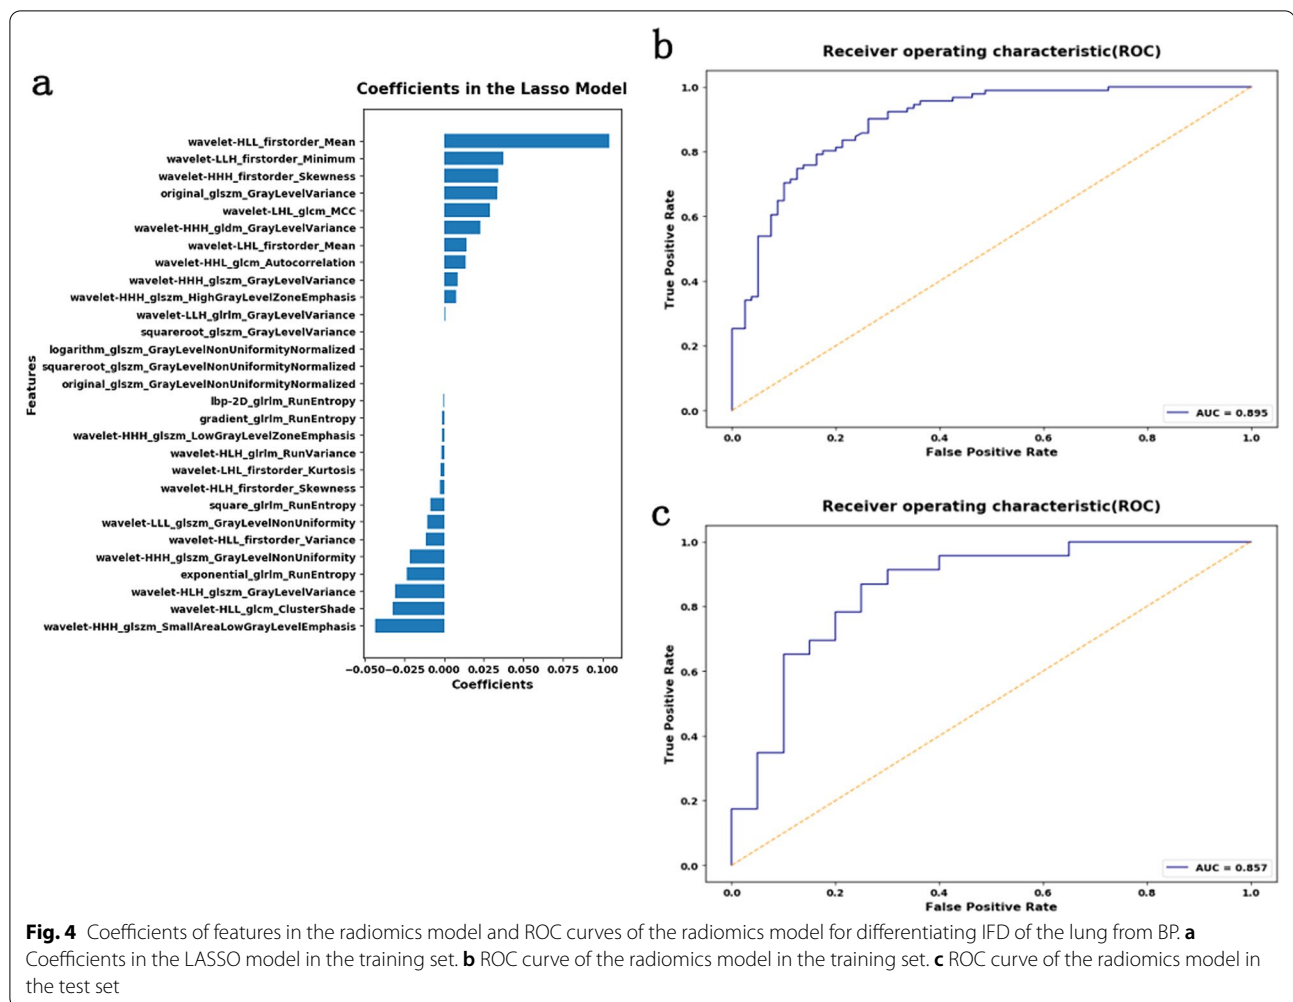 a
Coefficients in the Lasso Model
wavelet-HLL_firstorder_Mean
wavelet-LLH_firstorder_Minimum
wavelet-HHH_firstorder_Skewness
original_glszm_GrayLevelVariance
wavelet-LHL_glcm_MCC
wavelet-HHH_gldm_GrayLevelVariance
wavelet-LHL_firstorder_Mean
wavelet-HHL_glcm_Autocorrelation
wavelet-HHH_glszm_GrayLevelVariance
wavelet-HHH_glszm_HighGrayLevelZoneEmphasis
wavelet-LLH_glrlm_GrayLevelVariance
squareroot_glszm_GrayLevelVariance
logarithm_glszm_GrayLevelNonUniformityNormalized
squareroot_glszm_GrayLevelNonUniformityNormalized
original_glszm_GrayLevelNonUniformityNormalized
lbp-2D_glrlm_RunEntropy
gradient_glrlm_RunEntropy
wavelet-HHH_glszm_LowGrayLevelZoneEmphasis
wavelet-HLH_glrlm_RunVariance
wavelet-LHL_firstorder_Kurtosis
wavelet-HLH_firstorder_Skewness
square_glrlm_RunEntropy
wavelet-LLL_glszm_GrayLevelNonUniformity
wavelet-HLL_firstorder_Variance
wavelet-HHH_glszm_GrayLevelNonUniformity
exponential_glrlm_RunEntropy
wavelet-HLH_glszm_GrayLevelVariance
wavelet-HLL_glcm_ClusterShade
wavelet-HHH_glszm_SmallAreaLowGrayLevelEmphasis
Features
−0.050 −0.025 0.000 0.025 0.050 0.075 0.100
Coefficients
b
Receiver operating characteristic(ROC)
1.0
0.8
0.6
0.4
0.2
0.0
True Positive Rate
AUC = 0.895
0.0 0.2 0.4 0.6 0.8 1.0
False Positive Rate
c
Receiver operating characteristic(ROC)
1.0
0.8
0.6
0.4
0.2
0.0
True Positive Rate
AUC = 0.857
0.0 0.2 0.4 0.6 0.8 1.0
False Positive Rate
Fig. 4 Coefficients of features in the radiomics model and ROC curves of the radiomics model for differentiating IFD of the lung from BP. a
Coefficients in the LASSO model in the training set. b ROC curve of the radiomics model in the training set. c ROC curve of the radiomics model in
the test set